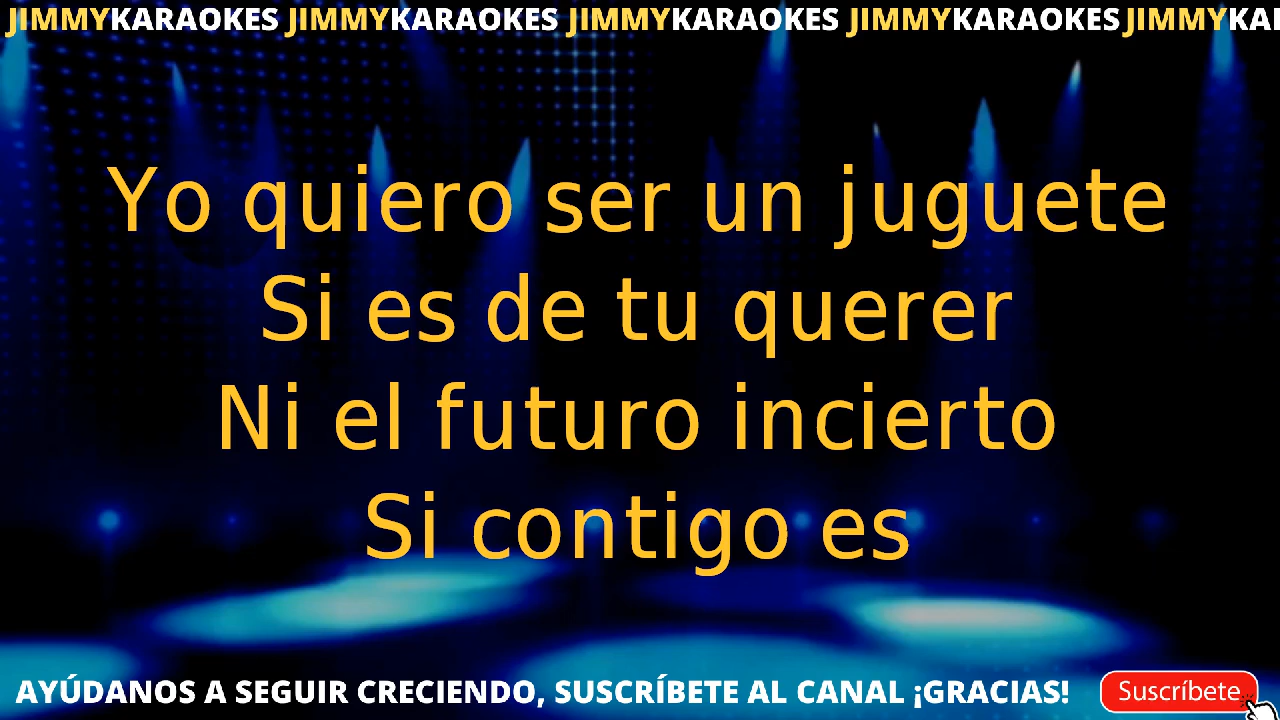 JIMMYKARAOKES JIMMYKARAOKES JIMMYKARAOKES JIMMYKARAOKES JIMMYKA
Yo quiero ser un juguete
Si es de tu querer
Ni el futuro incierto
Si contigo es
AYÚDANOS A SEGUIR CRECIENDO, SUSCRÍBETE AL CANAL ¡GRACIAS! Suscríbete